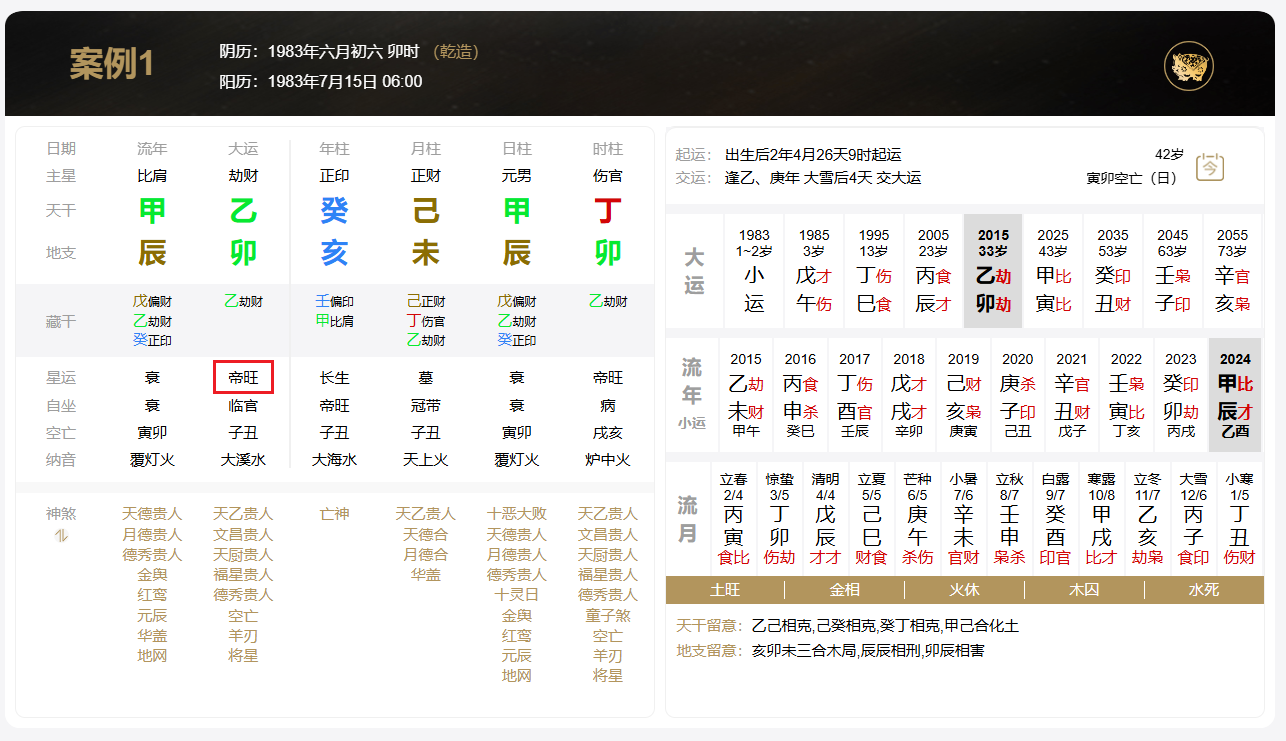 案例1
阴历：1983年六月初六 卯时 （乾造）
阳历：1983年7月15日 06:00
日期 流年 大运 年柱 月柱 日柱 时柱
主星 比肩 劫财 正印 正财 元男 伤官
天干 甲 乙 癸 己 甲 丁
地支 辰 卯 亥 未 辰 卯
藏干
戊偏财 乙劫财 壬偏印 己正财 戊偏财 乙劫财
乙劫财 甲比肩 丁伤官 乙劫财
癸正印 乙劫财 癸正印
星运 衰 帝旺 长生 墓 衰 帝旺
自坐 衰 临官 帝旺 冠带 衰 病
空亡 寅卯 子丑 子丑 子丑 寅卯 戌亥
纳音 覆灯火 大溪水 大海水 天上火 覆灯火 炉中火
神煞 天德贵人 天乙贵人 亡神 天乙贵人 十恶大败 天乙贵人
月德贵人 文昌贵人 天德合 天德贵人 文昌贵人
德秀贵人 天厨贵人 月德合 月德贵人 天厨贵人
金舆 福星贵人 华盖 德秀贵人 福星贵人
红鸾 德秀贵人 十灵日 德秀贵人
元辰 空亡 金舆 童子煞
华盖 羊刃 红鸾 空亡
地网 将星 元辰 羊刃
地网 将星
起运： 出生后2年4月26天9时起运 42岁
交运： 逢乙、庚年 大雪后4天 交大运 寅卯空亡（日）
今
大运
1983 1985 1995 2005 2015 2025 2035 2045 2055
1~2岁 3岁 13岁 23岁 33岁 43岁 53岁 63岁 73岁
小 戊才 丁伤 丙食 乙劫 甲比 癸印 壬枭 辛官
运 午伤 巳食 辰才 卯劫 寅比 丑财 子印 亥枭
流年
小运
2015 2016 2017 2018 2019 2020 2021 2022 2023 2024
乙劫 丙食 丁伤 戊才 己财 庚杀 辛官 壬枭 癸印 甲比
未财 申杀 酉官 戌才 亥枭 子印 丑财 寅比 卯劫 辰才
甲午 癸巳 壬辰 辛卯 庚寅 己丑 戊子 丁亥 丙戌 乙酉
流月
立春 惊蛰 清明 立夏 芒种 小暑 立秋 白露 寒露 立冬 大雪 小寒
2/4 3/5 4/4 5/5 6/5 7/6 8/7 9/7 10/8 11/7 12/6 1/5
丙 丁 戊 己 庚 辛 壬 癸 甲 乙 丙 丁
寅 卯 辰 巳 午 未 申 酉 戌 亥 子 丑
食比 伤劫 才才 财食 杀伤 官财 枭杀 印官 比才 劫枭 食印 伤财
土旺 金相 火休 木囚 水死
天干留意： 乙己相克,己癸相克,癸丁相克,甲己合化土
地支留意： 亥卯未三合木局,辰辰相刑,卯辰相害